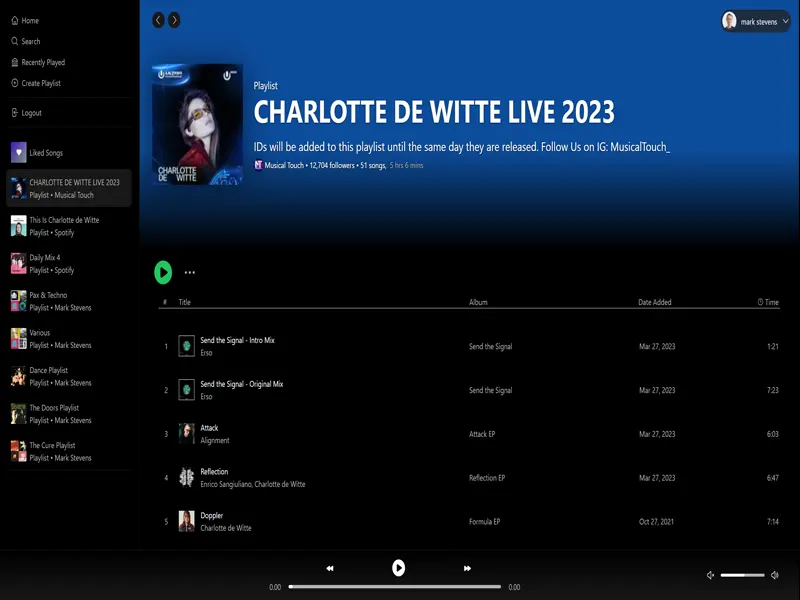 Home
Search
Recently Played
Create Playlist
Logout
Liked Songs
CHARLOTTE DE WITTE LIVE 2023
Playlist • Musical Touch
This Is Charlotte de Witte
Playlist • Spotify
Daily Mix 4
Playlist • Spotify
Pax & Techno
Playlist • Mark Stevens
Various
Playlist • Mark Stevens
Dance Playlist
Playlist • Mark Stevens
The Doors Playlist
Playlist • Mark Stevens
The Cure Playlist
Playlist • Mark Stevens
mark stevens
CHARLOTTE
DE WITTE
Playlist
CHARLOTTE DE WITTE LIVE 2023
IDs will be added to this playlist until the same day they are released. Follow Us on IG: MusicalTouch_
Musical Touch • 12,704 followers • 51 songs, 5 hrs 6 mins
# Title Album Date Added Time
1 Send the Signal - Intro Mix Send the Signal Mar 27, 2023 1:21
Erso
2 Send the Signal - Original Mix Send the Signal Mar 27, 2023 7:23
Erso
3 Attack Attack EP Mar 27, 2023 6:03
Alignment
4 Reflection Reflection EP Mar 27, 2023 6:47
Enrico Sangiuliano, Charlotte de Witte
5 Doppler Formula EP Oct 27, 2021 7:14
Charlotte de Witte
0:00 0:00